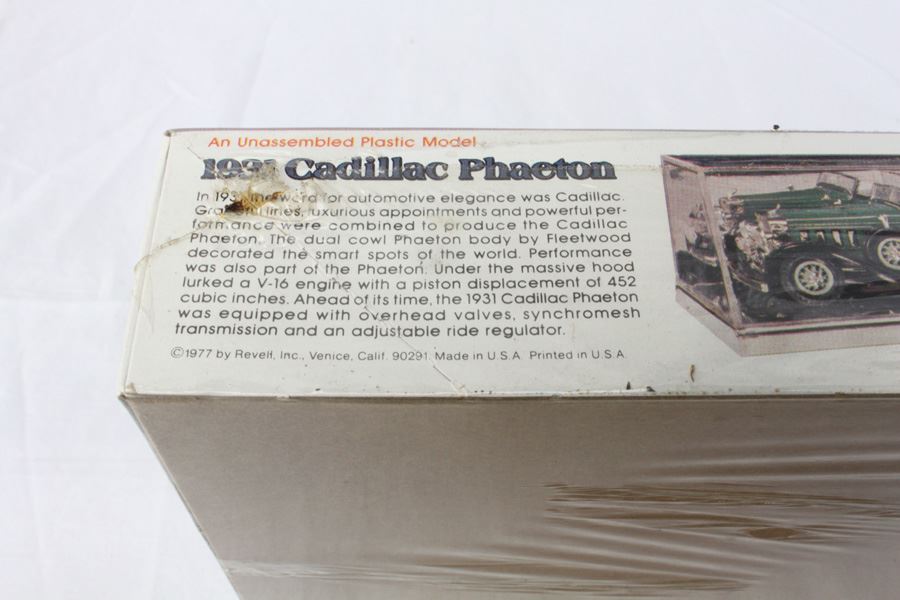 An Unassembled Plastic Model
1931 Cadillac Phaeton
In 1931 the word for automotive elegance was Cadillac.
lines, luxurious appointments and powerful per-
formance were combined to produce the Cadillac
Phaeton. The dual cowl Phaeton body by Fleetwood
decorated the smart spots of the world. Performance
was also part of the Phaeton. Under the massive hood
lurked a V-16 engine with a piston displacement of 452
cubic inches. Ahead of its time, the 1931 Cadillac Phaeton
was equipped with overhead valves, synchromesh
transmission and an adjustable ride regulator.
©1977 by Revell, Inc., Venice, Calif. 90291. Made in U.S.A. Printed in U.S.A.